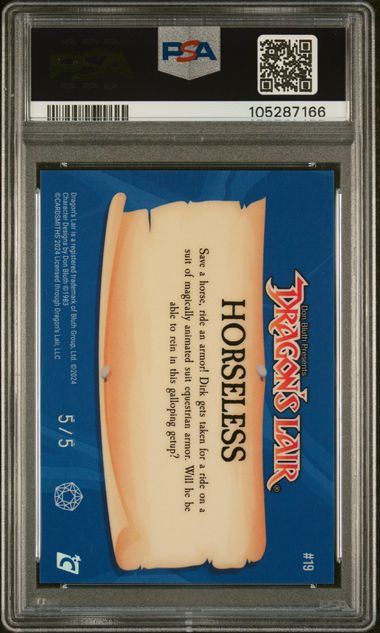 PSA
PSA
105287166
#19
Don Bluth Presents
DRAGON'S LAIR®
HORSELESS
Save a horse, ride an armor! Dirk gets taken for a ride on a
suit of magically animated suit equestrian armor. Will he be
able to rein in this galloping getup?
Dragon's Lair is a registered trademark of Bluth Group, Ltd. ©2024
Character Designs by Don Bluth ©1983
©CARDSMITHS 2024 Licensed through Dragon's Lair, LLC
5/5